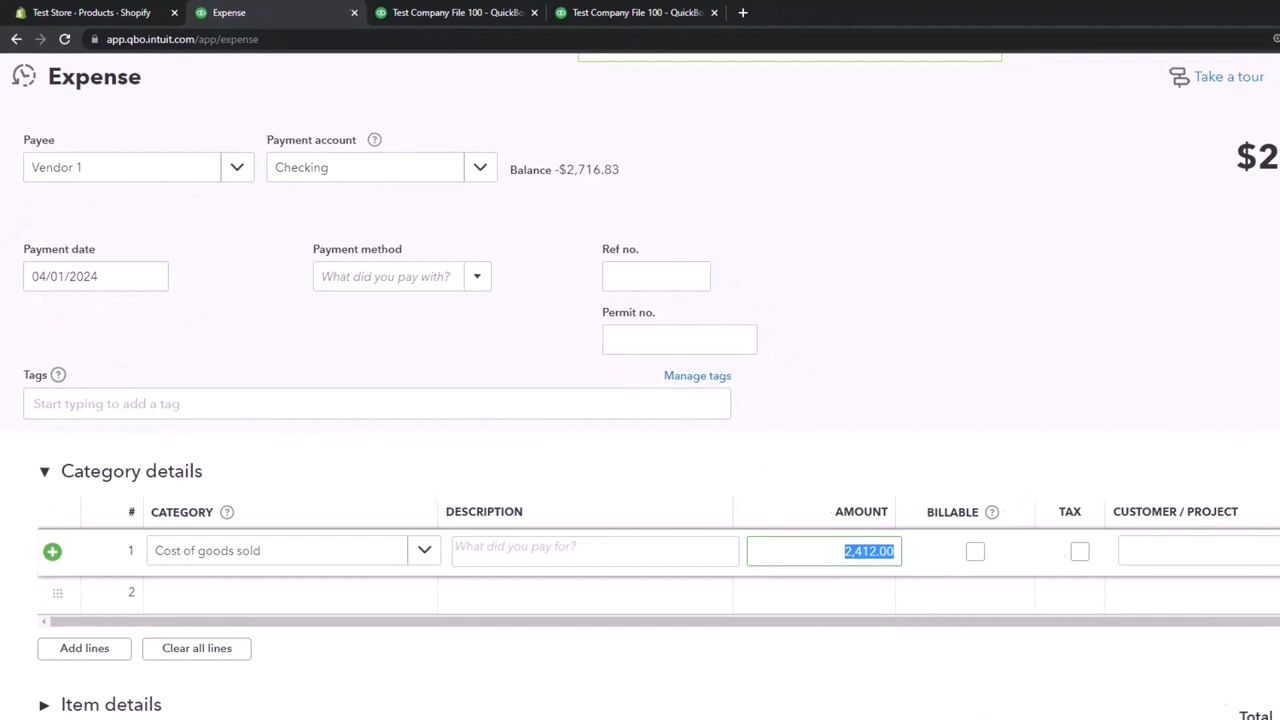 Test Store · Products · Shopify
Expense
Test Company File 100 - QuickBo
Test Company File 100 - QuickBo
app.qbo.intuit.com/app/expense
Expense
Take a tour
Payee
Payment account
Vendor 1
Checking
Balance -$2,716.83
$2
Payment date
Payment method
Ref no.
04/01/2024
What did you pay with?
Permit no.
Tags
Manage tags
Start typing to add a tag
Category details
# CATEGORY DESCRIPTION AMOUNT BILLABLE TAX CUSTOMER / PROJECT
1 Cost of goods sold What did you pay for? 2,412.00
2
Add lines
Clear all lines
Item details
Total